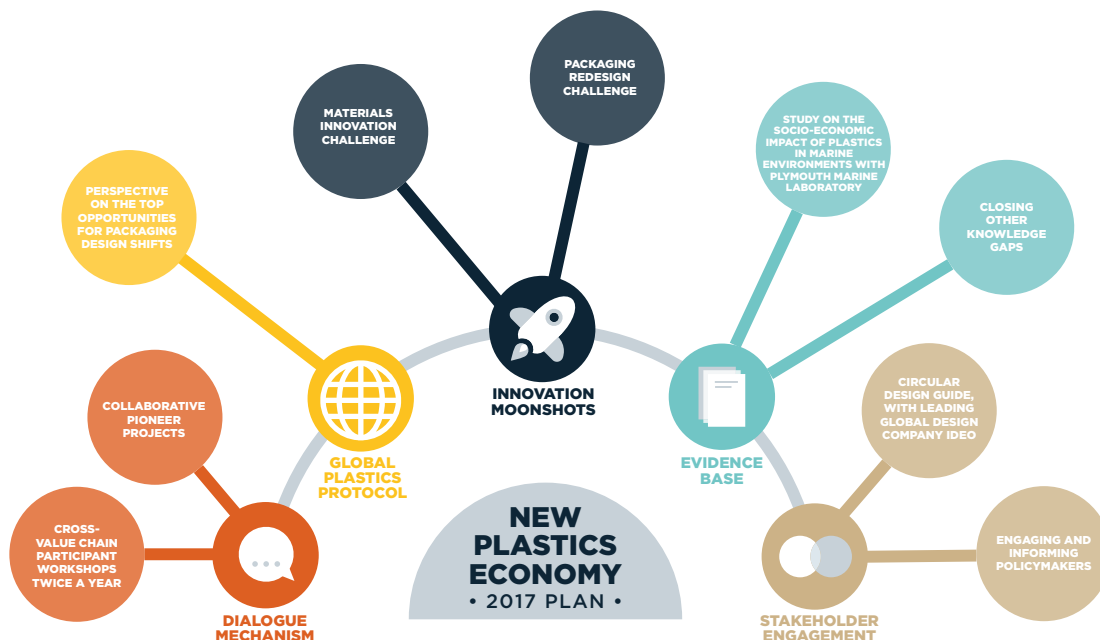 PACKAGING
REDESIGN
CHALLENGE
MATERIALS
INNOVATION
CHALLENGE
STUDY ON THE
SOCIO-ECONOMIC
IMPACT OF PLASTICS
IN MARINE
ENVIRONMENTS WITH
PLYMOUTH MARINE
LABORATORY
PERSPECTIVE
ON THE TOP
OPPORTUNITIES
FOR PACKAGING
DESIGN SHIFTS
CLOSING
OTHER
KNOWLEDGE
GAPS
INNOVATION
MOONSHOTS
COLLABORATIVE
PIONEER
PROJECTS
GLOBAL
PLASTICS
PROTOCOL
EVIDENCE
BASE
CIRCULAR
DESIGN GUIDE,
WITH LEADING
GLOBAL DESIGN
COMPANY IDEO
CROSS-
VALUE CHAIN
PARTICIPANT
WORKSHOPS
TWICE A YEAR
DIALOGUE
MECHANISM
NEW
PLASTICS
ECONOMY
• 2017 PLAN •
STAKEHOLDER
ENGAGEMENT
ENGAGING AND
INFORMING
POLICYMAKERS